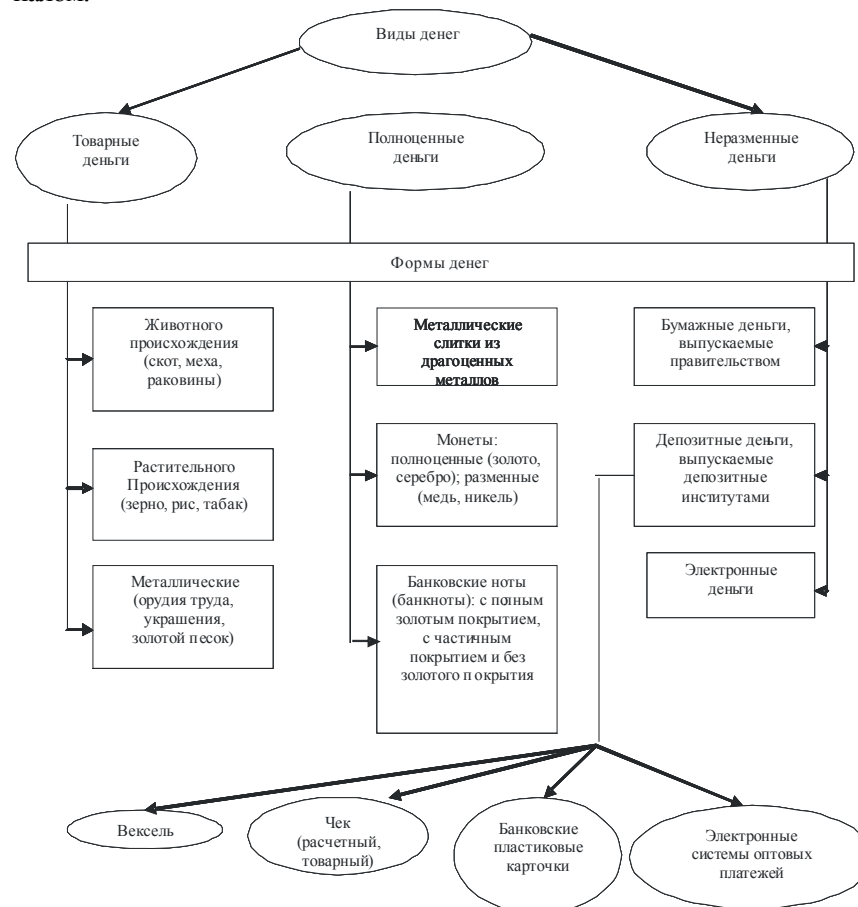 калом.
Виды денег
Товарные
деньги
Полноценные
деньги
Неразменные
деньги
Формы денег
Животного
происхождения
(скот, меха,
раковины)
Металлические
слитки из
драгоценных
металлов
Бумажные деньги,
выпускаемые
правительством
Растительного
Происхождения
(зерно, рис, табак)
Монеты:
полноценные (золото,
серебро); разменные
(медь, никель)
Депозитные деньги,
выпускаемые
депозитные
институтами
Металлические
(орудия труда,
украшения,
золотой песок)
Банковские ноты
(банкноты): с полным
золотым покрытием,
с частичным
покрытием и без
золотого п окрытия
Электронные
деньги
Вексель
Чек
(расчетный,
товарный)
Банковские
пластиковые
карточки
Электронные
системы оптовых
платежей